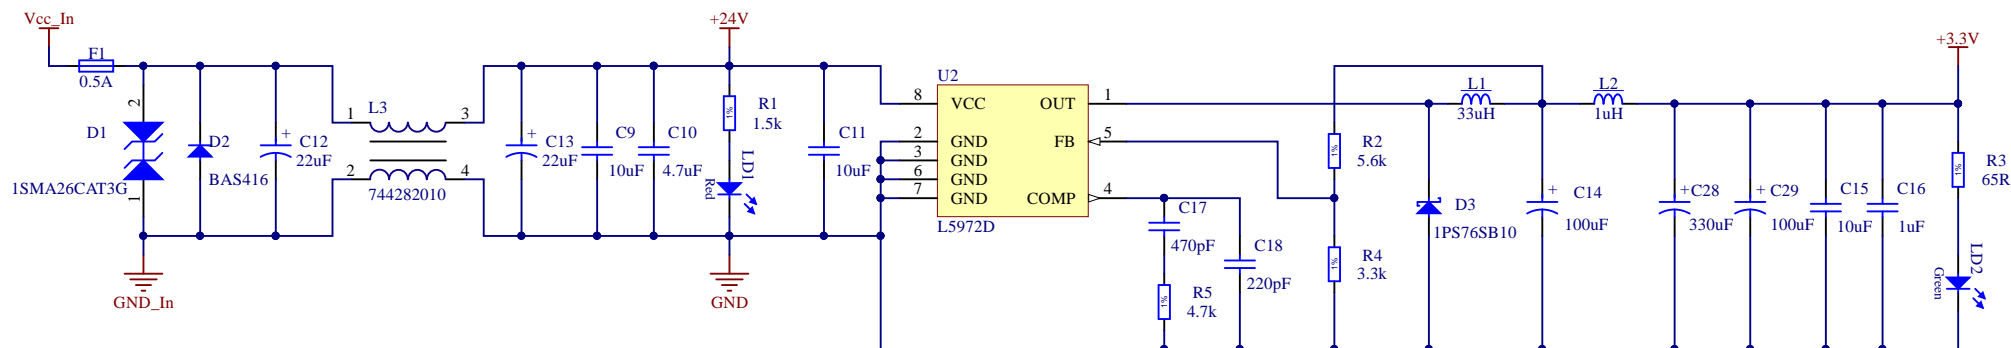 Vcc_In
F1
0.5A
2
D1
1SMA26CAT3G
1
D2
BAS416
+
C12
22uF
1
L3
3
2
4
744282010
+
C13
22uF
C9
10uF
C10
4.7uF
+24V
R1
1%
1.5k
LD1
Red
C11
10uF
GND_In
GND
U2
8
VCC
OUT
1
2
GND
FB
5
3
GND
6
GND
7
GND
COMP
4
L5972D
C17
470pF
R5
1%
4.7k
C18
220pF
R2
1%
5.6k
R4
1%
3.3k
D3
1PS76SB10
L1
33uH
L2
1uH
+
C14
100uF
+
C28
330uF
+
C29
100uF
C15
10uF
C16
1uF
+3.3V
R3
1%
65R
LD2
Green